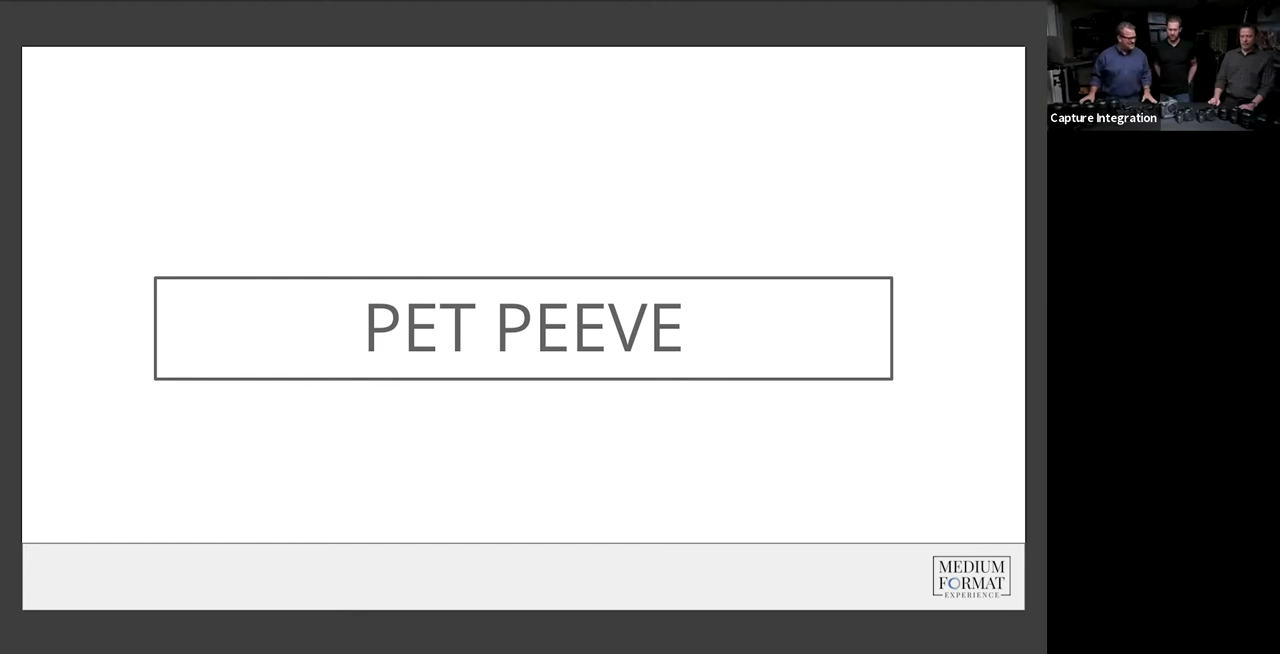 PET PEEVE
MEDIUM
FORMAT
EXPERIENCE
Capture Integration